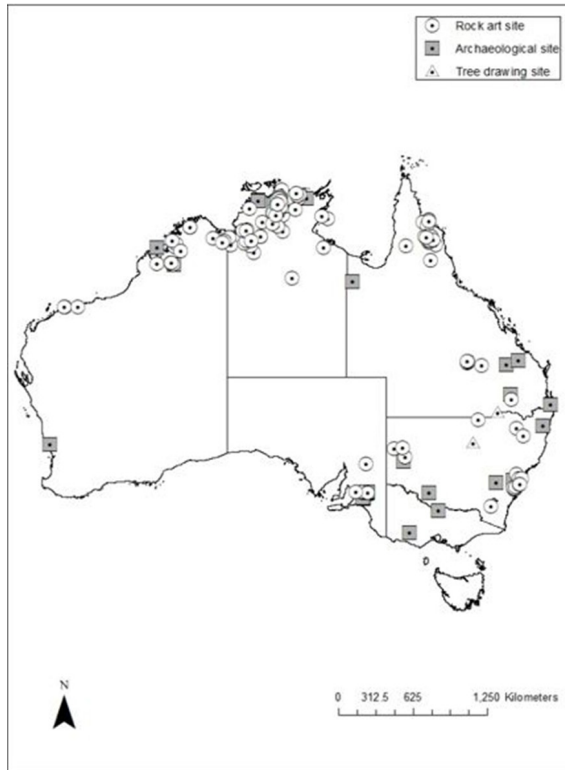 Rock art site
Archaeological site
Tree drawing site
N
0 312.5 625 1,250 Kilometers